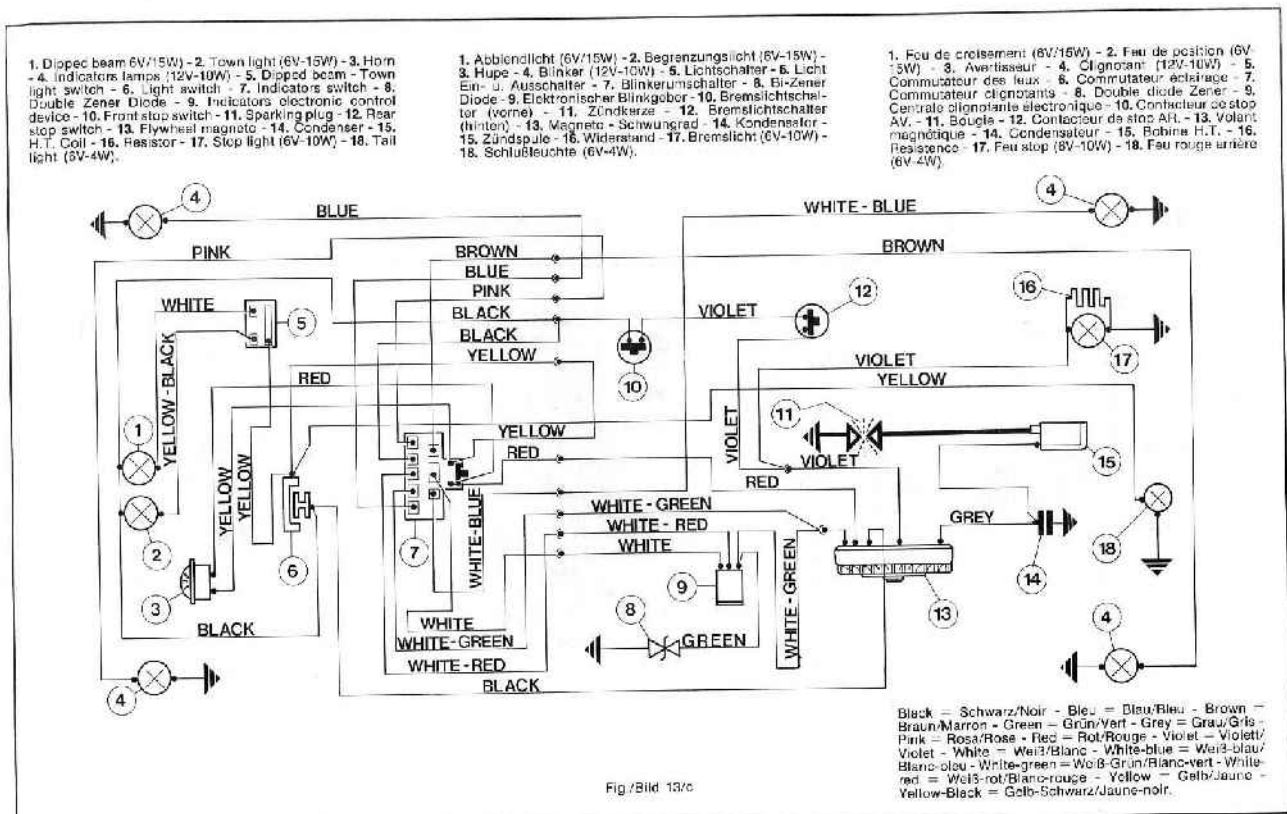 1. Dipped beam 6V/15W) - 2. Town light (6V-15W) - 3. Horn
- 4. Indicators lamps (12V-10W) - 5. Dipped beam - Town
light switch - 6. Light switch - 7. Indicators switch - 8.
Double Zener Diode - 9. Indicators electronic control
device - 10. Front stop switch - 11. Sparking plug - 12. Rear
stop switch - 13. Flywheel magneto - 14. Condenser - 15.
H.T. Coil - 16. Resistor - 17. Stop light (6V-10W) - 18. Tail
light (6V-4W).
1. Abblendlicht (6V/15W) - 2. Begrenzungslicht (6V-15W) -
3. Hupe - 4. Blinker (12V-10W) - 5. Lichtschalter - 6. Licht
Ein- u. Ausschalter - 7. Blinkerumschalter - 8. Bi-Zener
Diode - 9. Elektronischer Blinkgeber - 10. Bremslichtschal-
ter (vorne) - 11. Zündkerze - 12. Bremslichtschalter
(hinten) - 13. Magneto - Schwungrad - 14. Kondensator -
15. Zündspule - 16. Widerstand - 17. Bremslicht (6V-10W) -
18. Schlußleuchte (6V-4W).
1. Feu de croisement (6V/15W) - 2. Feu de position (6V-
15W) - 3. Avertisseur - 4. Clignotant (12V-10W) - 5.
Commutateur des feux - 6. Commutateur éclairage - 7.
Commutateur clignotants - 8. Double diode Zener - 9.
Centrale clignotante électronique - 10. Contacteur de stop
AV. - 11. Bougie - 12. Contacteur de stop AR. - 13. Volant
magnétique - 14. Condensateur - 15. Bobine H.T. - 16.
Resistence - 17. Feu stop (6V-10W) - 18. Feu rouge arrière
(6V-4W).
4
BLUE
WHITE-BLUE
4
PINK
BROWN
BROWN
BLUE
PINK
WHITE
5
BLACK
VIOLET
12
16
BLACK
YELLOW
10
17
RED
VIOLET
YELLOW
YELLOW-BLACK
1
11
YELLOW
RED
VIOLET
VIOLET
15
RED
2
YELLOW
YELLOW
WHITE-BLUE
WHITE-GREEN
WHITE-RED
WHITE
GREY
18
7
6
3
9
14
13
WHITE-GREEN
BLACK
WHITE
8
GREEN
WHITE-GREEN
WHITE-RED
4
BLACK
4
Black = Schwarz/Noir - Bleu = Blau/Bleu - Brown =
Braun/Marron - Green = Grün/Vert - Grey = Grau/Gris -
Pink = Rosa/Rose - Red = Rot/Rouge - Violet = Violett/
Violet - White = Weiß/Blanc - White-blue = Weiß-blau/
Blanc-bleu - White-green = Weiß-Grün/Blanc-vert - White-
red = Weiß-rot/Blanc-rouge - Yellow = Gelb/Jaune -
Yellow-Black = Gelb-Schwarz/Jaune-noir.
Fig./Bild 13/c